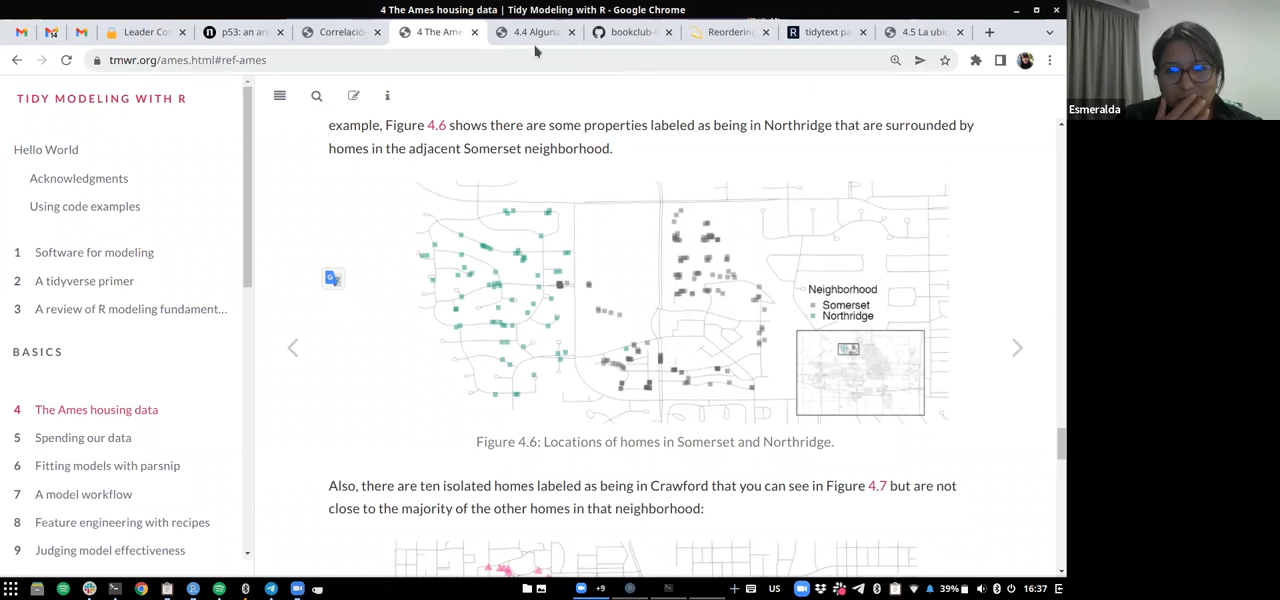 4 The Ames housing data | Tidy Modeling with R - Google Chrome
Leader Co
p53: an an
Correlació
4 The Ame
4.4 Alguna
bookclub-
Reordering
tidytext pa
4.5 La ubic
tmwr.org/ames.html#ref-ames
TIDY MODELING WITH R
Hello World
Acknowledgments
Using code examples
1 Software for modeling
2 A tidyverse primer
3 A review of R modeling fundament...
BASICS
4 The Ames housing data
5 Spending our data
6 Fitting models with parsnip
7 A model workflow
8 Feature engineering with recipes
9 Judging model effectiveness
example, Figure 4.6 shows there are some properties labeled as being in Northridge that are surrounded by
homes in the adjacent Somerset neighborhood.
Neighborhood
Somerset
Northridge
Figure 4.6: Locations of homes in Somerset and Northridge.
Also, there are ten isolated homes labeled as being in Crawford that you can see in Figure 4.7 but are not
close to the majority of the other homes in that neighborhood:
Esmeralda
+9
US
39%
16:37